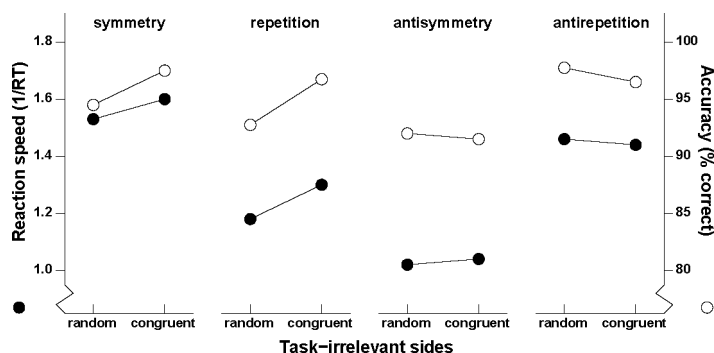 symmetry repetition antisymmetry antirepetition
1.8 100
1.6 95
1.4 90
1.2 85
1.0 80
Reaction speed (1/RT)
Accuracy (% correct)
random congruent random congruent random congruent random congruent
Task-irrelevant sides